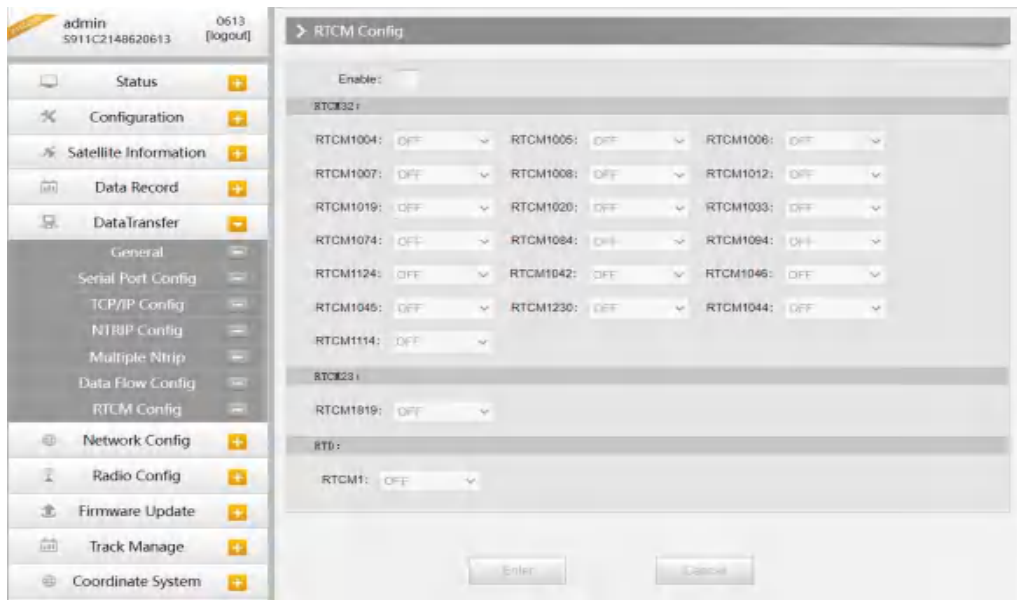 admin 0613
S911C2148620613 [logout]
Status
Configuration
Satellite Information
Data Record
DataTransfer
General
Serial Port Config
TCP/IP Config
NTRIP Config
Multiple Ntrip
Data Flow Config
RTCM Config
Network Config
Radio Config
Firmware Update
Track Manage
Coordinate System
RTCM Config
Enable:
RTCM32:
RTCM1004: OFF RTCM1005: OFF RTCM1006: OFF
RTCM1007: OFF RTCM1008: OFF RTCM1012: OFF
RTCM1019: OFF RTCM1020: OFF RTCM1033: OFF
RTCM1074: OFF RTCM1084: OFF RTCM1094: OFF
RTCM1124: OFF RTCM1042: OFF RTCM1046: OFF
RTCM1045: OFF RTCM1230: OFF RTCM1044: OFF
RTCM1114: OFF
RTCM23:
RTCM1819: OFF
RTD:
RTCM1: OFF
Enter Cancel